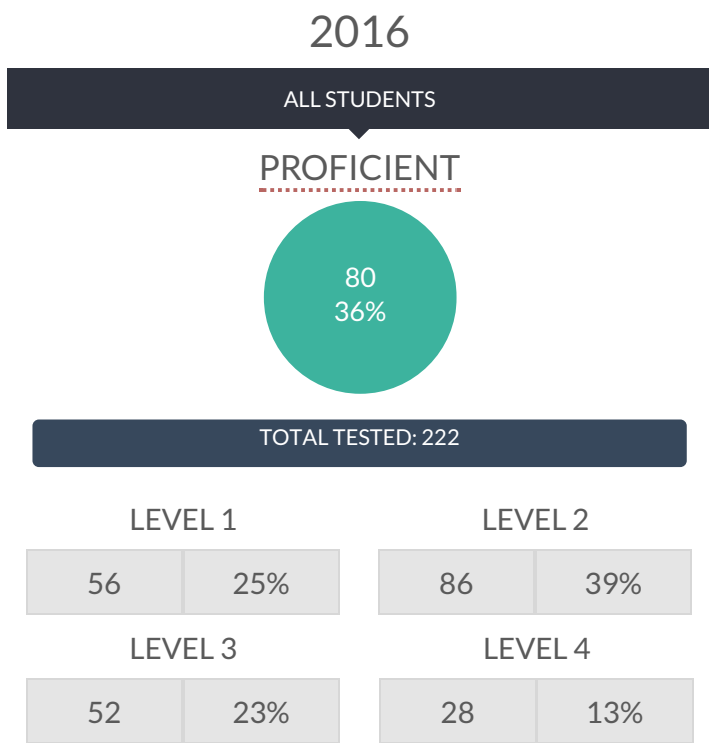 2016
ALL STUDENTS
PROFICIENT
80
36%
TOTAL TESTED: 222
LEVEL 1
56 25%
LEVEL 2
86 39%
LEVEL 3
52 23%
LEVEL 4
28 13%